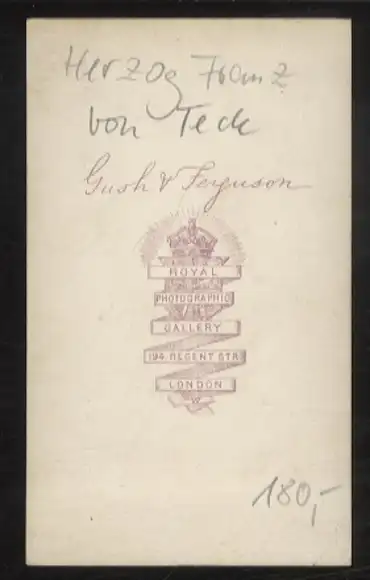 Herzog Franz
von Teck
Gush & Ferguson
ROYAL
PHOTOGRAPHIC
GALLERY
194. REGENT STR.
LONDON
W
180,-